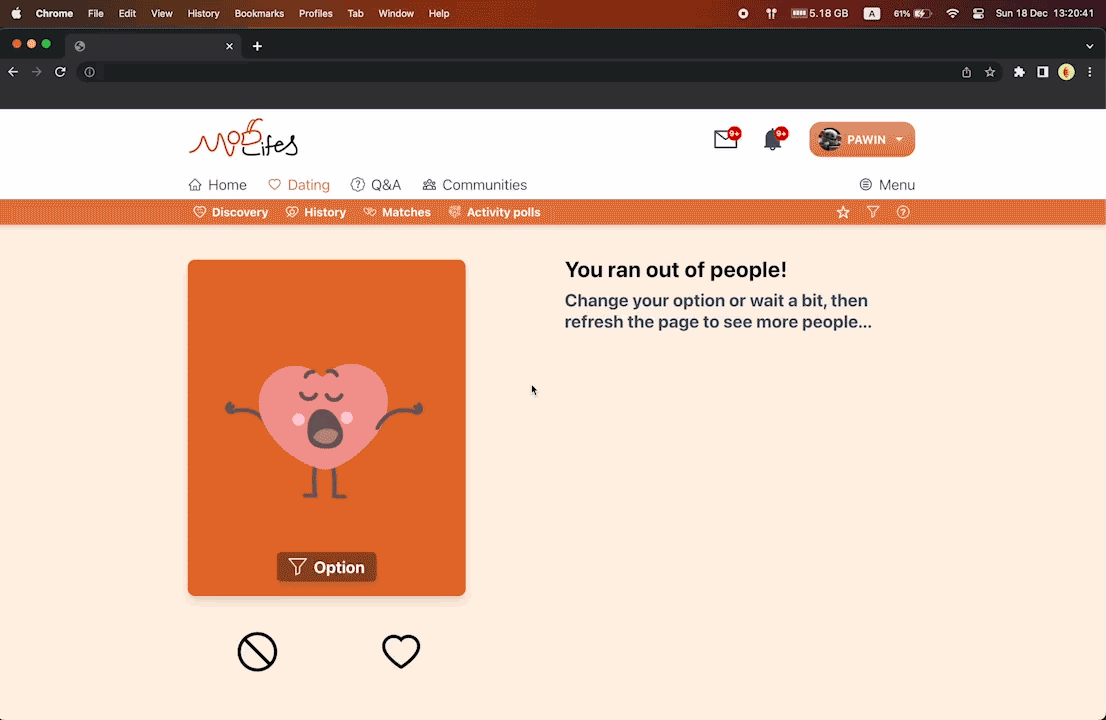 Chrome File Edit View History Bookmarks Profiles Tab Window Help 5.18 GB A 61% Sun 18 Dec 13:20:41
9+ 9+ PAWIN
Home Dating Q&A Communities Menu
Discovery History Matches Activity polls
You ran out of people!
Change your option or wait a bit, then
refresh the page to see more people...
Option